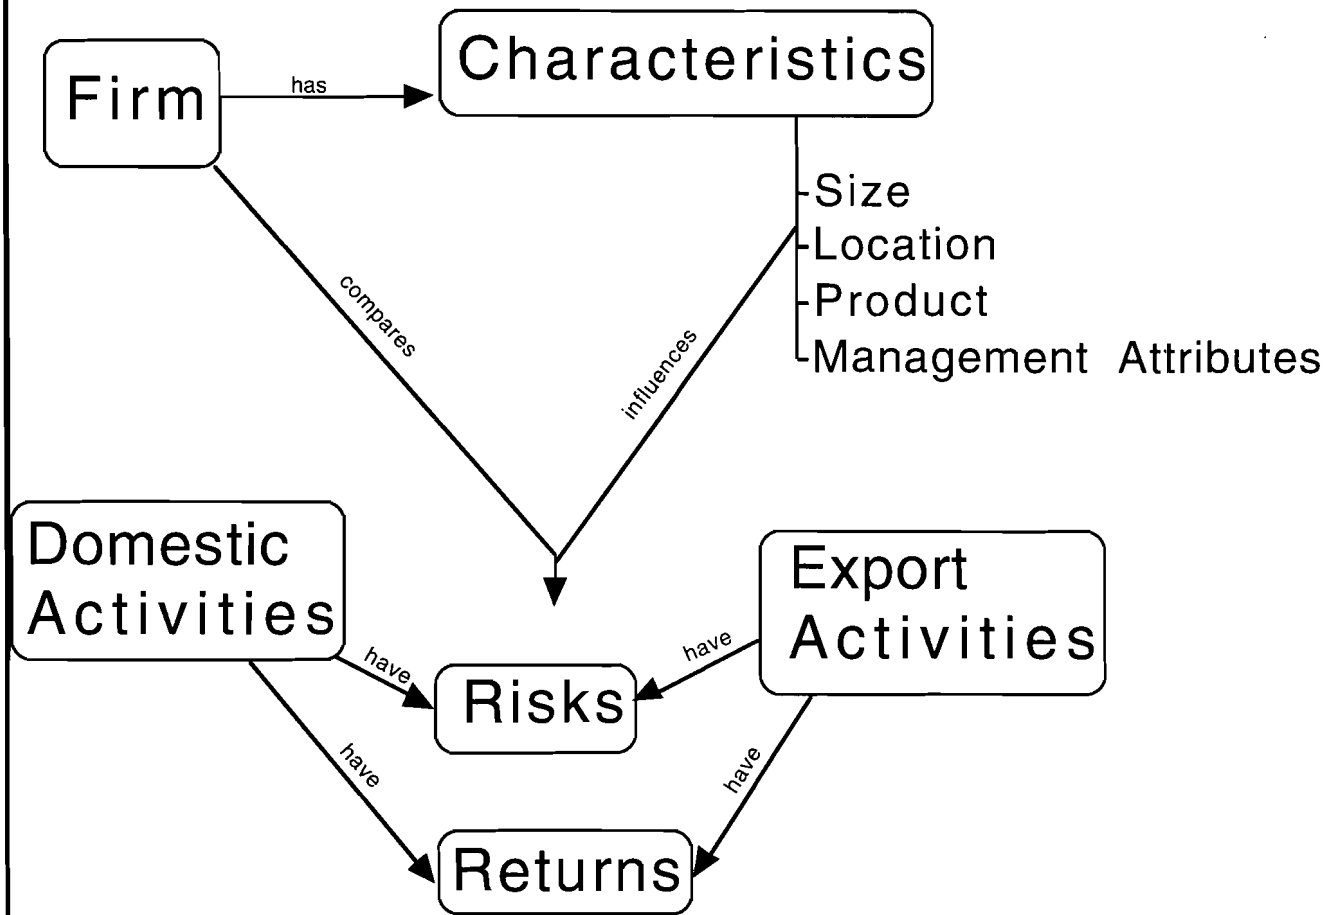 Characteristics
Firm
has
Size
Location
Product
Management Attributes
compares
influences
Domestic
Activities
Export
Activities
have
have
Risks
have
have
Returns